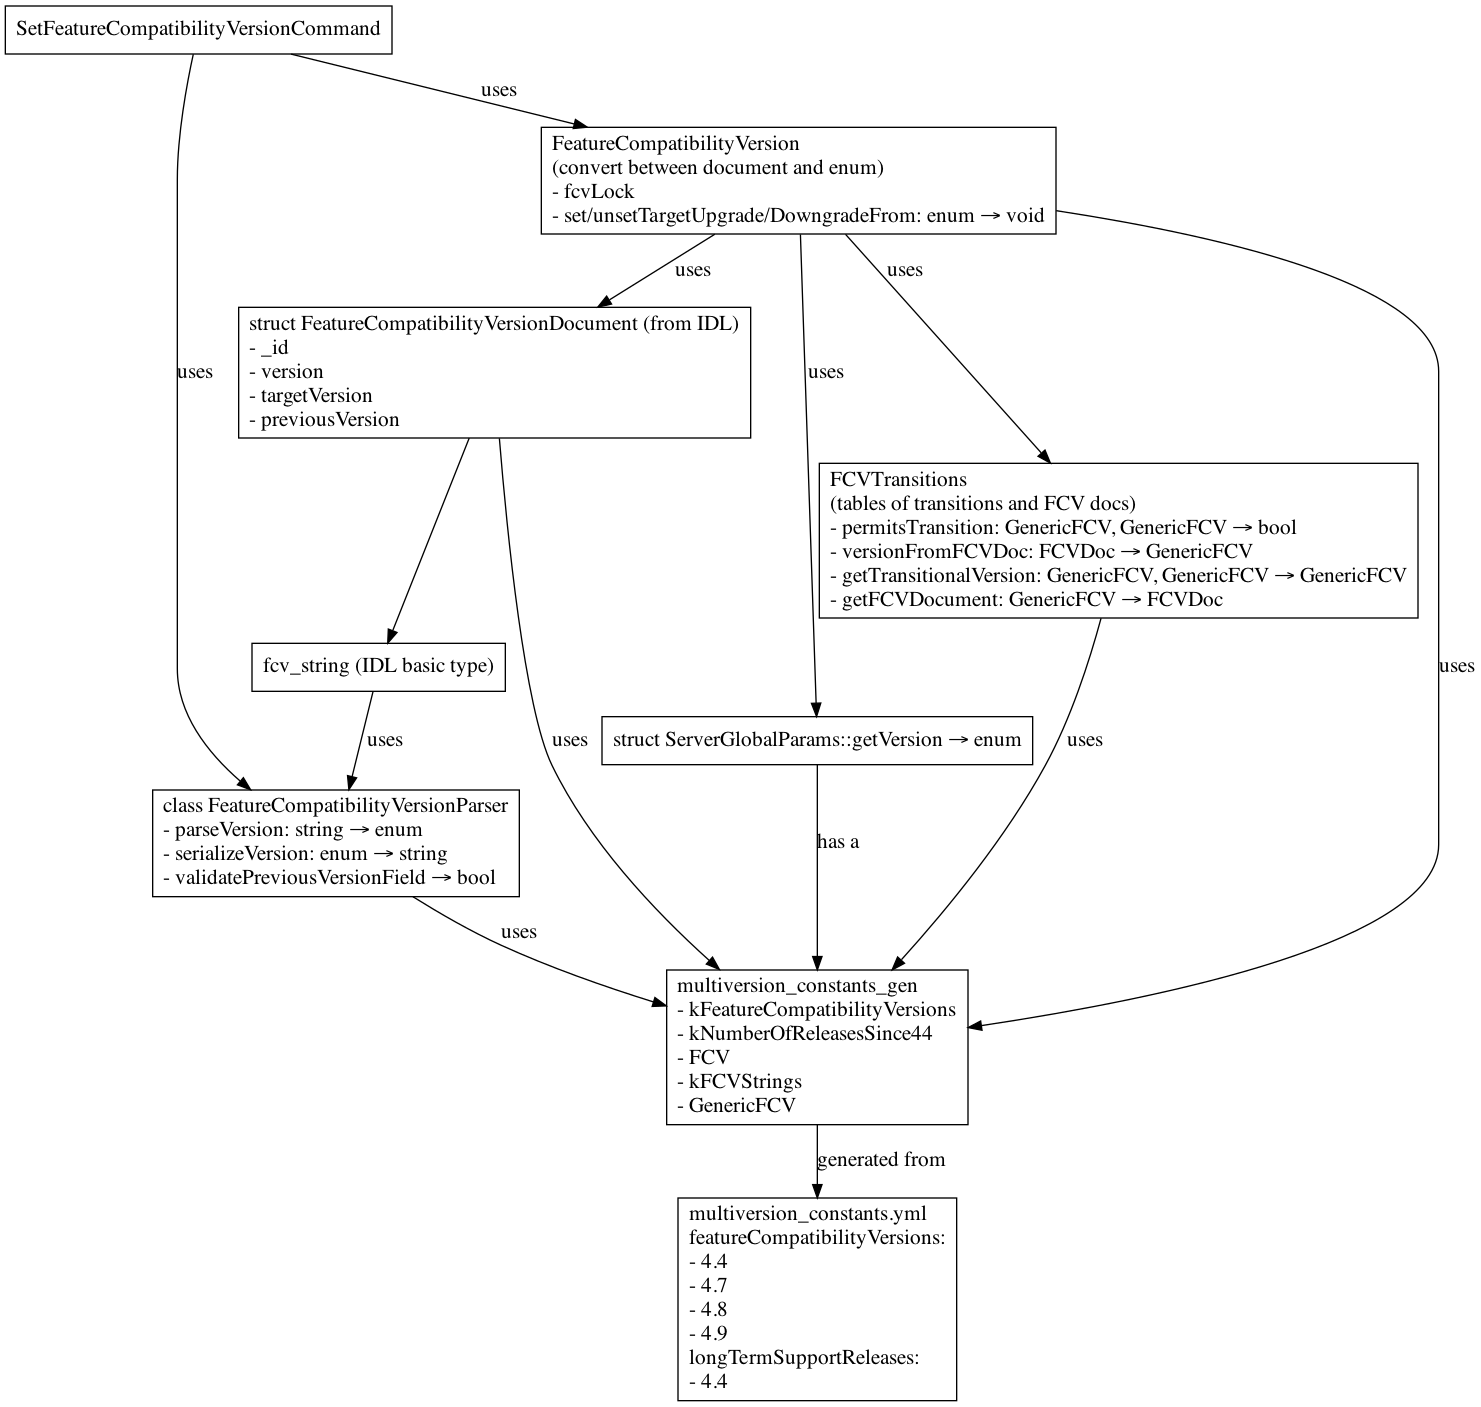 SetFeatureCompatibilityVersionCommand
uses
FeatureCompatibilityVersion
(convert between document and enum)
- fcvLock
- set/unsetTargetUpgrade/DowngradeFrom: enum → void
uses
uses
struct FeatureCompatibilityVersionDocument (from IDL)
- _id
- version
- targetVersion
- previousVersion
uses
uses
FCVTransitions
(tables of transitions and FCV docs)
- permitsTransition: GenericFCV, GenericFCV → bool
- versionFromFCVDoc: FCVDoc → GenericFCV
- getTransitionalVersion: GenericFCV, GenericFCV → GenericFCV
- getFCVDocument: GenericFCV → FCVDoc
fcv_string (IDL basic type)
uses
uses
uses
struct ServerGlobalParams::getVersion → enum
uses
class FeatureCompatibilityVersionParser
- parseVersion: string → enum
- serializeVersion: enum → string
- validatePreviousVersionField → bool
has a
uses
multiversion_constants_gen
- kFeatureCompatibilityVersions
- kNumberOfReleasesSince44
- FCV
- kFCVStrings
- GenericFCV
generated from
multiversion_constants.yml
featureCompatibilityVersions:
- 4.4
- 4.7
- 4.8
- 4.9
longTermSupportReleases:
- 4.4